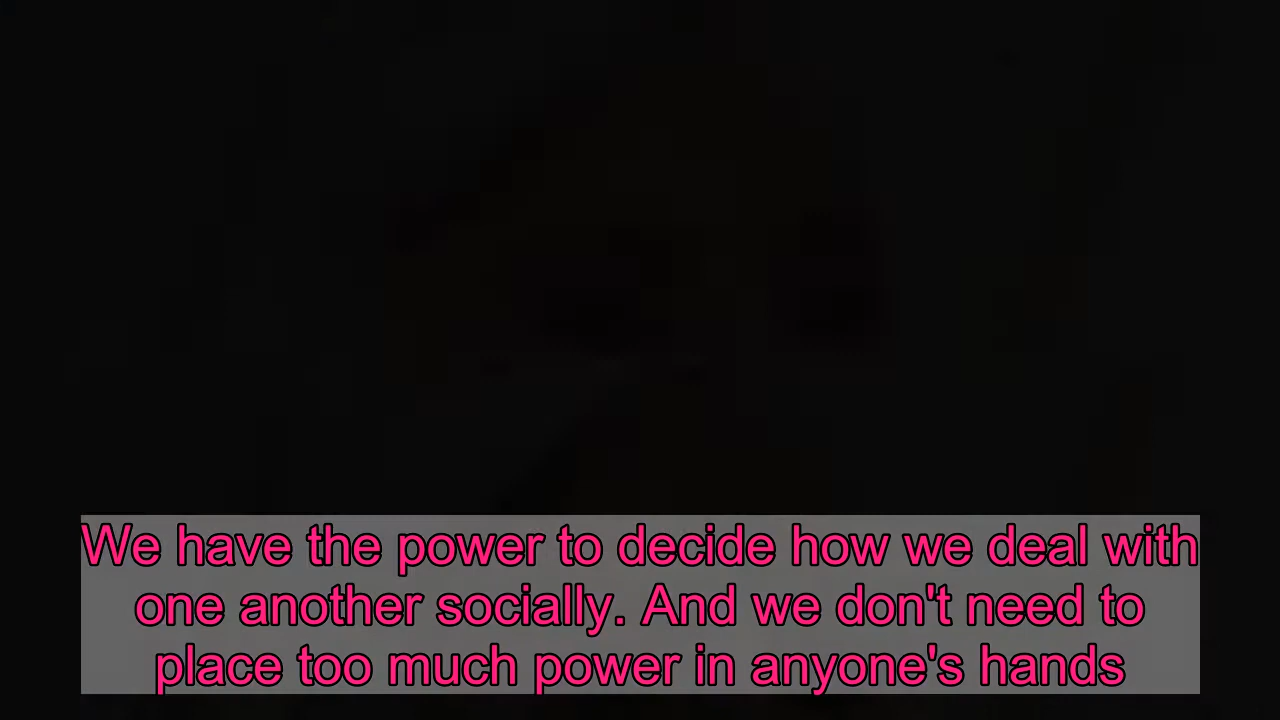 We have the power to decide how we deal with
one another socially. And we don't need to
place too much power in anyone's hands